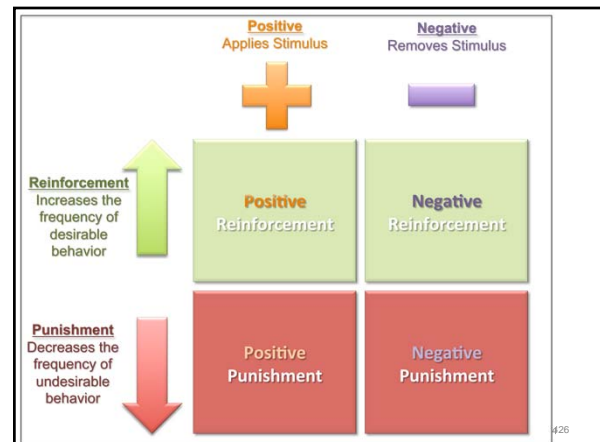 Positive
Applies Stimulus
Negative
Removes Stimulus
Reinforcement
Increases the
frequency of
desirable
behavior
Positive
Reinforcement
Negative
Reinforcement
Punishment
Decreases the
frequency of
undesirable
behavior
Positive
Punishment
Negative
Punishment